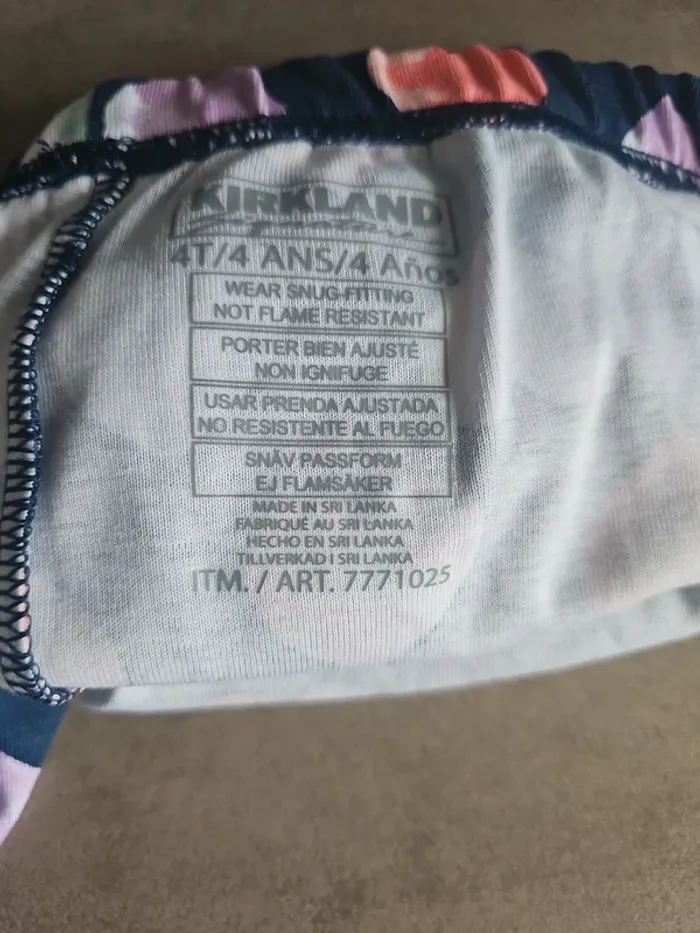 KIRKLAND
Signature
4T/4 ANS/4 Años
WEAR SNUG-FITTING
NOT FLAME RESISTANT
PORTER BIEN AJUSTÉ
NON IGNIFUGE
USAR PRENDA AJUSTADA
NO RESISTENTE AL FUEGO
SNÄV PASSFORM
EJ FLAMSÄKER
MADE IN SRI LANKA
FABRIQUÉ AU SRI LANKA
HECHO EN SRI LANKA
TILLVERKAD I SRI LANKA
ITM. / ART. 7771025